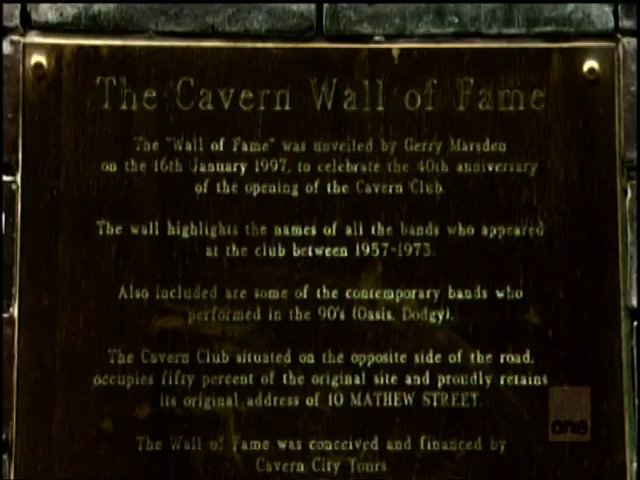 The Cavern Wall of Fame
The "Wall of Fame" was unveiled by Gerry Marsden
on the 16th January 1997, to celebrate the 40th anniversary
of the opening of the Cavern Club.
The wall highlights the names of all the bands who appeared
at the club between 1957-1973.
Also included are some of the contemporary bands who
performed in the 90's (Oasis, Dodgy).
The Cavern Club situated on the opposite side of the road,
occupies fifty percent of the original site and proudly retains
its original address of 10 MATHEW STREET.
The Wall of Fame was conceived and financed by
Cavern City Tours
one